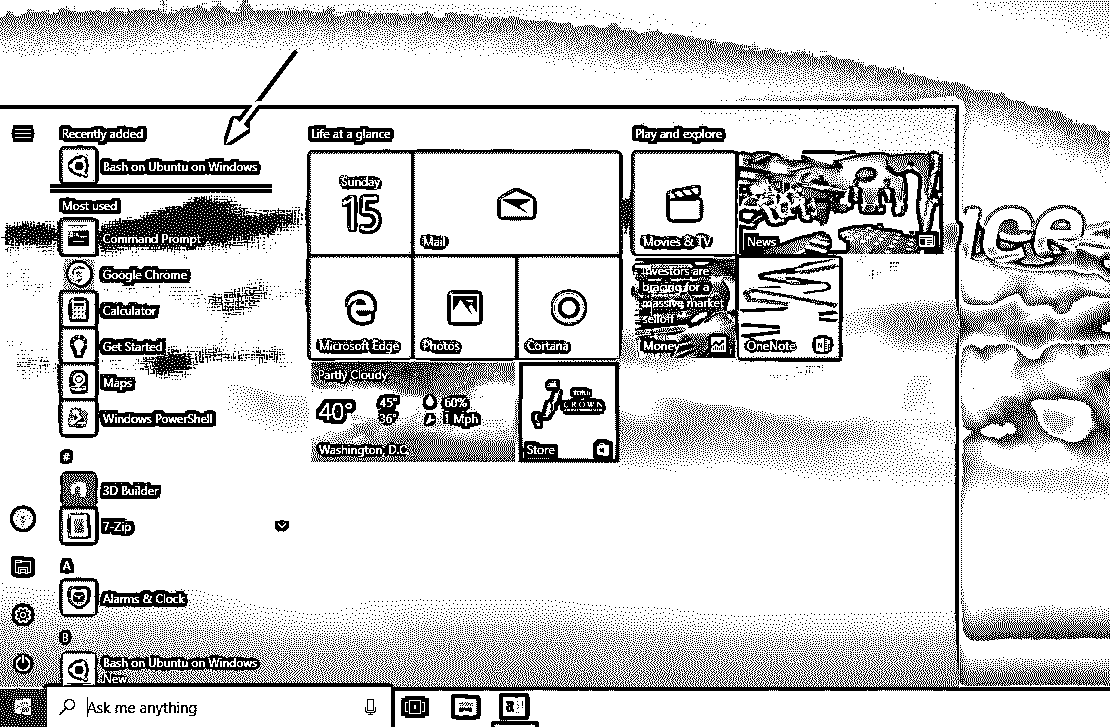 Recently added
Bash on Ubuntu on Windows
Most used
Command Prompt
Google Chrome
Calculator
Get Started
Maps
Windows PowerShell
#
3D Builder
7-Zip
A
Alarms & Clock
B
Bash on Ubuntu on Windows
New
Life at a glance
Sunday
15
Mail
Microsoft Edge
Photos
Cortana
Partly Cloudy
40°
45°
36°
60%
1 Mph
Washington, D.C.
CROWN
Store
Play and explore
Movies & TV
News
Investors are
bracing for a
massive market
selloff
Money
OneNote
nce
Ask me anything